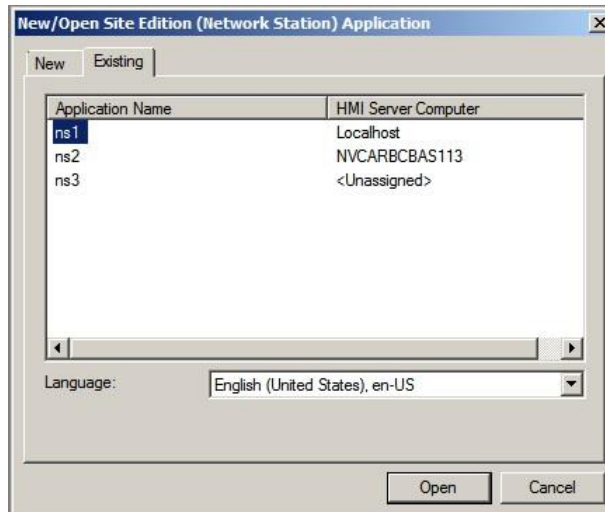 New/Open Site Edition (Network Station) Application
New Existing
Application Name HMI Server Computer
ns1 Localhost
ns2 NVCARBCBAS113
ns3 <Unassigned>
Language: English (United States), en-US
Open Cancel